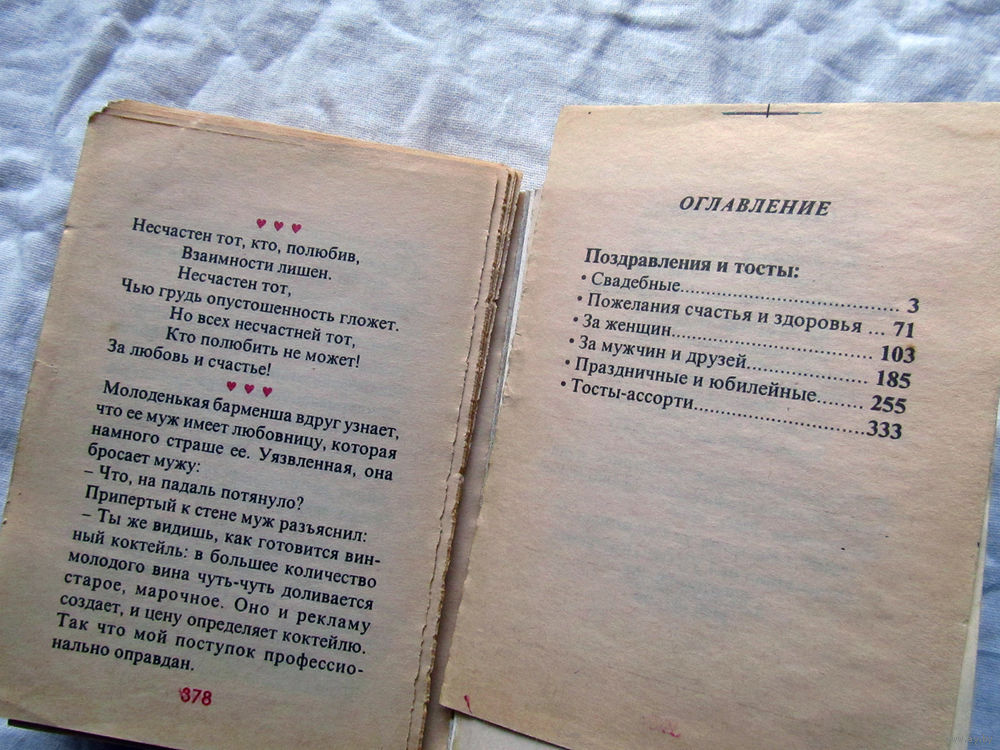 ♥ ♥ ♥
Несчастен тот, кто, полюбив,
Взаимности лишен.
Несчастен тот,
Чью грудь опустошенность гложет.
Но всех несчастней тот,
Кто полюбить не может!
За любовь и счастье!
♥ ♥ ♥
Молоденькая барменша вдруг узнает,
что ее муж имеет любовницу, которая
намного страше ее. Уязвленная, она
бросает мужу:
– Что, на падаль потянуло?
Припертый к стене муж разъяснил:
– Ты же видишь, как готовится вин-
ный коктейль: в большее количество
молодого вина чуть-чуть доливается
старое, марочное. Оно и рекламу
создает, и цену определяет коктейлю.
Так что мой поступок профессио-
нально оправдан.
378
ОГЛАВЛЕНИЕ
Поздравления и тосты:
• Свадебные................................ 3
• Пожелания счастья и здоровья ... 71
• За женщин............................. 103
• За мужчин и друзей................. 185
• Праздничные и юбилейные........ 255
• Тосты-ассорти.........................333